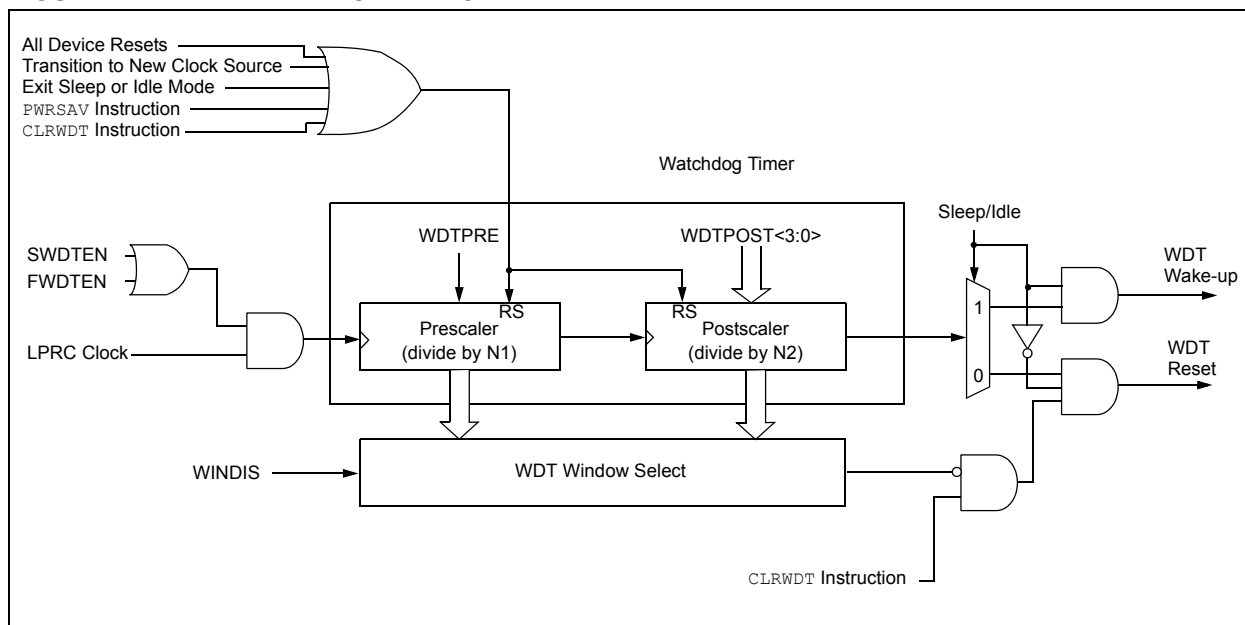 All Device Resets
Transition to New Clock Source
Exit Sleep or Idle Mode
PWRSAV Instruction
CLRWDT Instruction
Watchdog Timer
Sleep/Idle
WDTPRE
WDTPOST<3:0>
SWDTEN
FWDTEN
WDT
Wake-up
RS
RS
1
Prescaler
(divide by N1)
Postscaler
(divide by N2)
LPRC Clock
WDT
Reset
0
WINDIS
WDT Window Select
CLRWDT Instruction